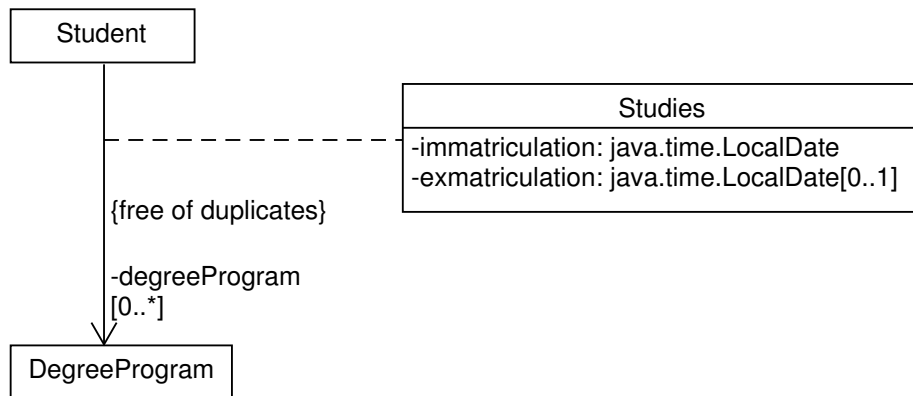 Student
Studies
-immatriculation: java.time.LocalDate
-exmatriculation: java.time.LocalDate[0..1]
{free of duplicates}
-degreeProgram
[0..*]
DegreeProgram